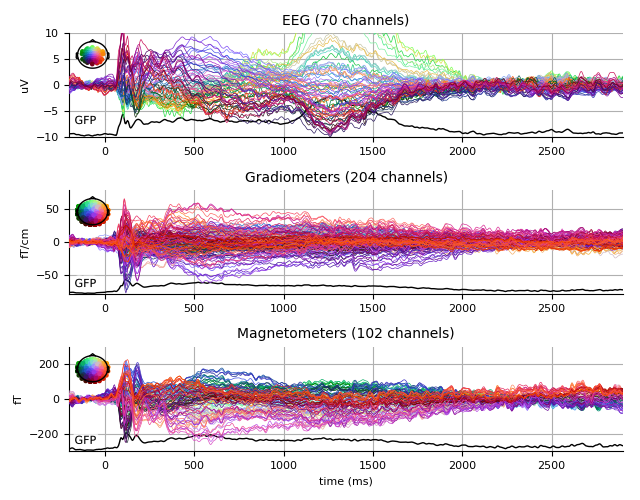 EEG (70 channels)
10
5
0
−5
−10
uV
GFP
0 500 1000 1500 2000 2500
Gradiometers (204 channels)
50
0
−50
fT/cm
GFP
0 500 1000 1500 2000 2500
Magnetometers (102 channels)
200
0
−200
fT
GFP
0 500 1000 1500 2000 2500
time (ms)